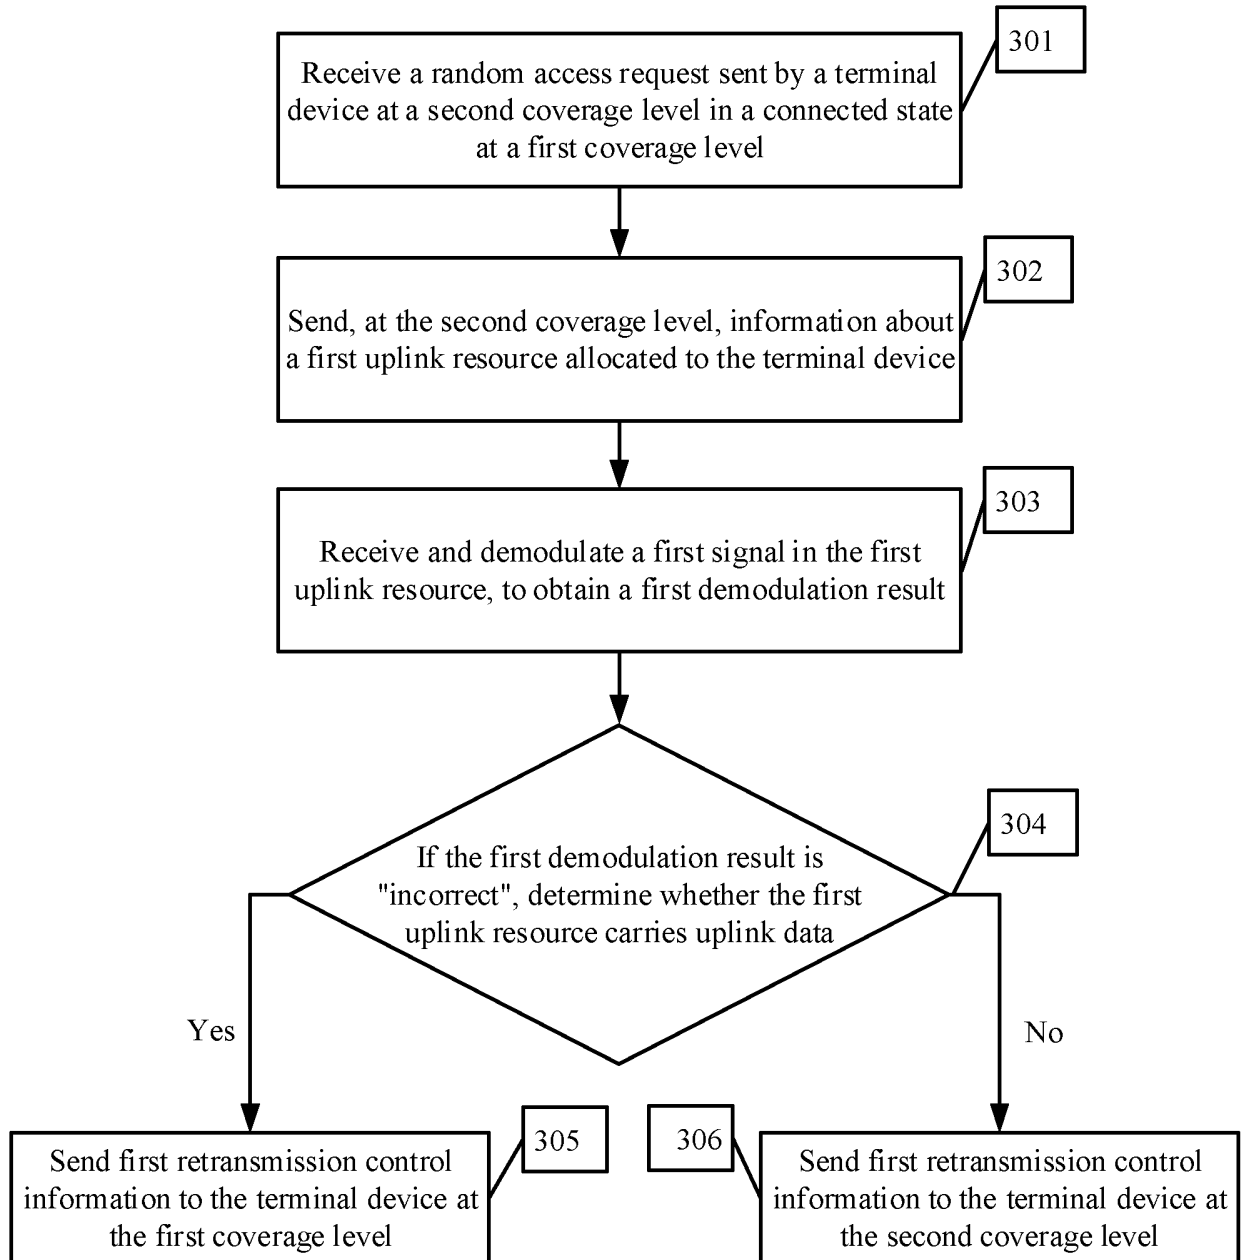 301
Receive a random access request sent by a terminal
device at a second coverage level in a connected state
at a first coverage level
302
Send, at the second coverage level, information about
a first uplink resource allocated to the terminal device
303
Receive and demodulate a first signal in the first
uplink resource, to obtain a first demodulation result
304
If the first demodulation result is
"incorrect", determine whether the first
uplink resource carries uplink data
Yes
No
305
306
Send first retransmission control
information to the terminal device at
the first coverage level
Send first retransmission control
information to the terminal device at
the second coverage level